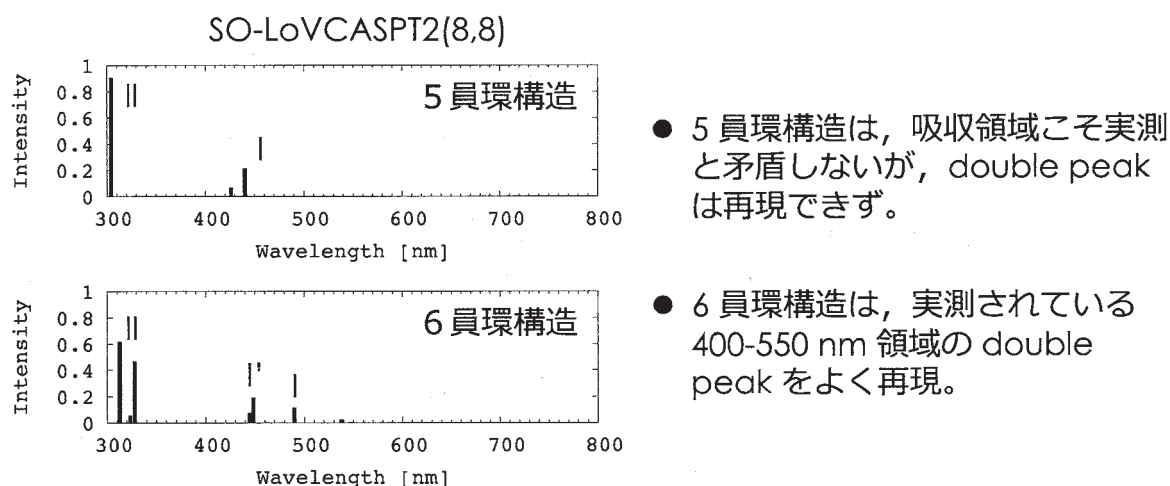 SO-LoVCASPT2(8,8)
Intensity
1
0.8
0.6
0.4
0.2
0
5員環構造
300 400 500 600 700 800
Wavelength [nm]
● 5員環構造は，吸収領域こそ実測
と矛盾しないが，double peak
は再現できず。
Intensity
1
0.8
0.6
0.4
0.2
0
6員環構造
300 400 500 600 700 800
Wavelength [nm]
● 6員環構造は，実測されている
400-550 nm 領域の double
peak をよく再現。